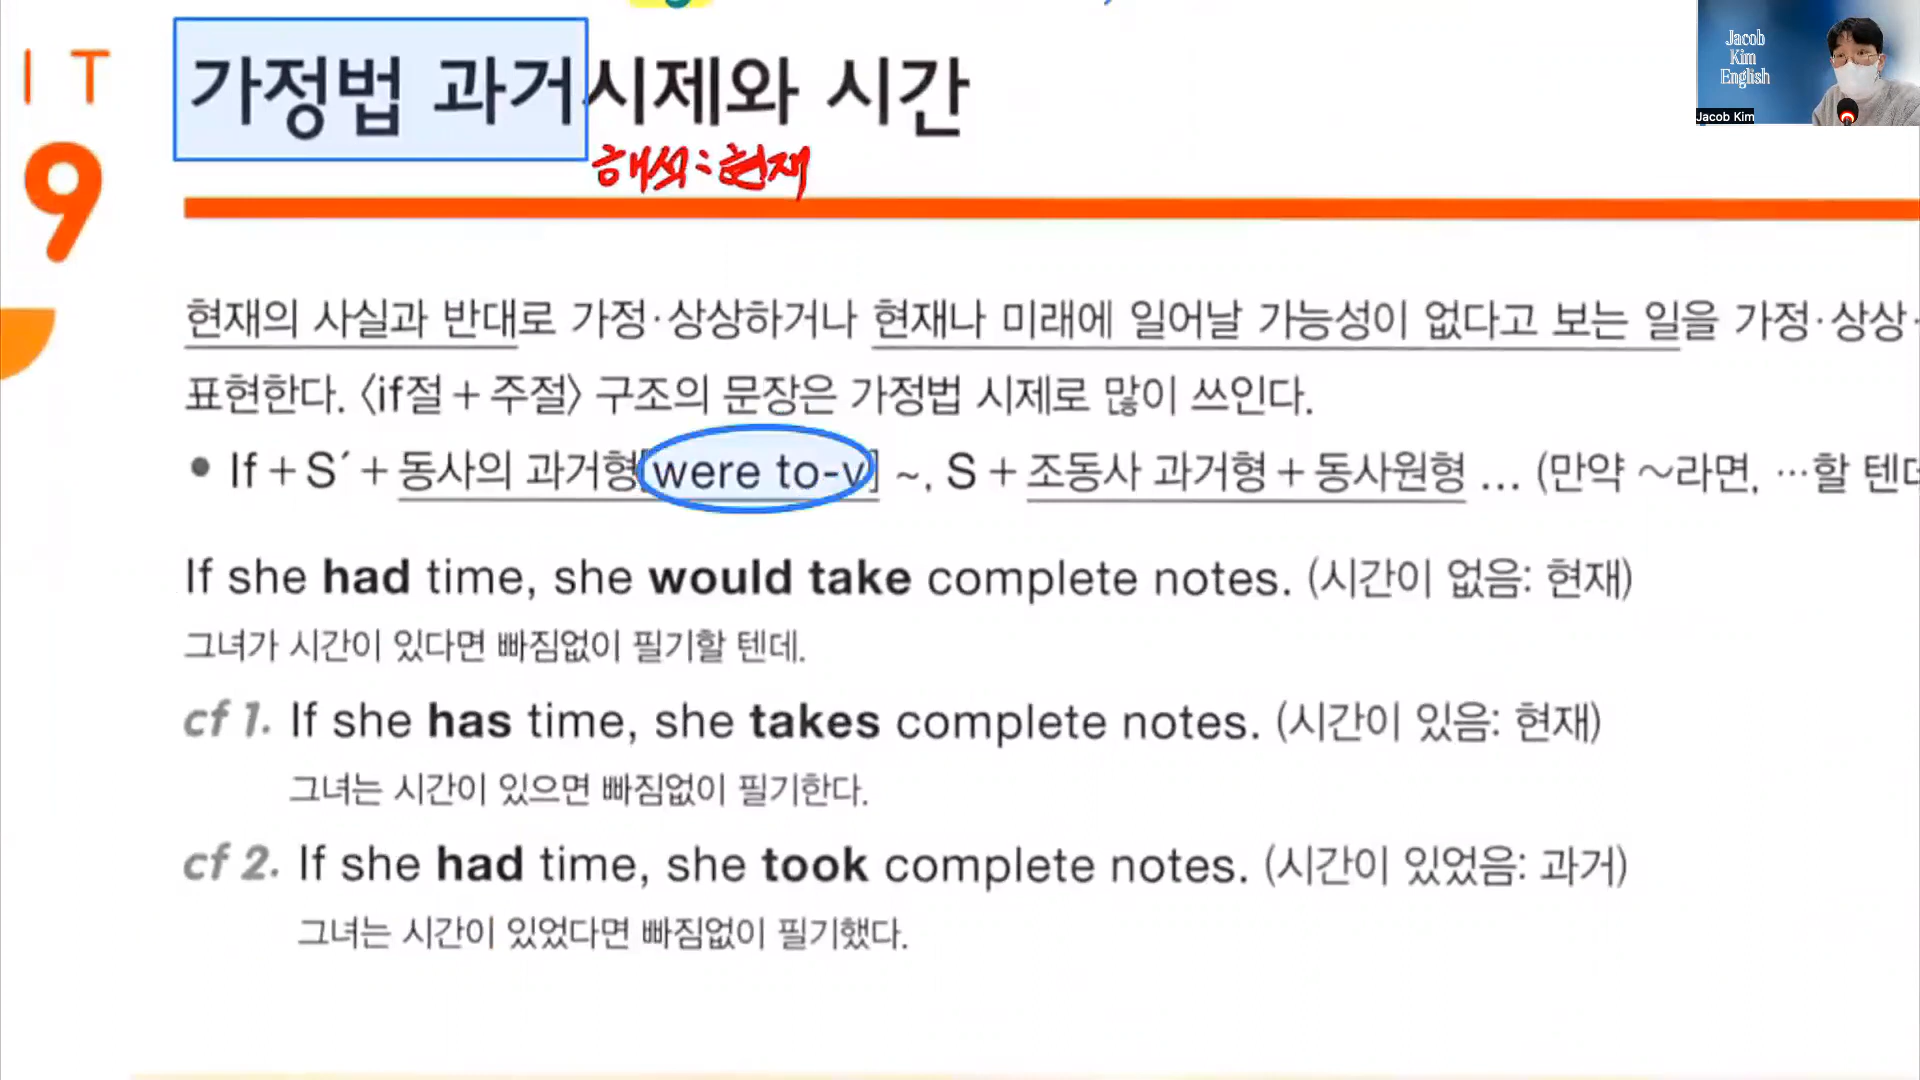 IT
9
가정법 과거 시제와 시간
해석: 현재
Jacob
Kim
English
Jacob Kim
현재의 사실과 반대로 가정·상상하거나 현재나 미래에 일어날 가능성이 없다고 보는 일을 가정·상상·
표현한다. 〈if절 + 주절〉 구조의 문장은 가정법 시제로 많이 쓰인다.
• If + S´ + 동사의 과거형[were to-v] ~, S + 조동사 과거형 + 동사원형 … (만약 ~라면, …할 텐데
If she had time, she would take complete notes. (시간이 없음: 현재)
그녀가 시간이 있다면 빠짐없이 필기할 텐데.
cf 1. If she has time, she takes complete notes. (시간이 있음: 현재)
그녀는 시간이 있으면 빠짐없이 필기한다.
cf 2. If she had time, she took complete notes. (시간이 있었음: 과거)
그녀는 시간이 있었다면 빠짐없이 필기했다.